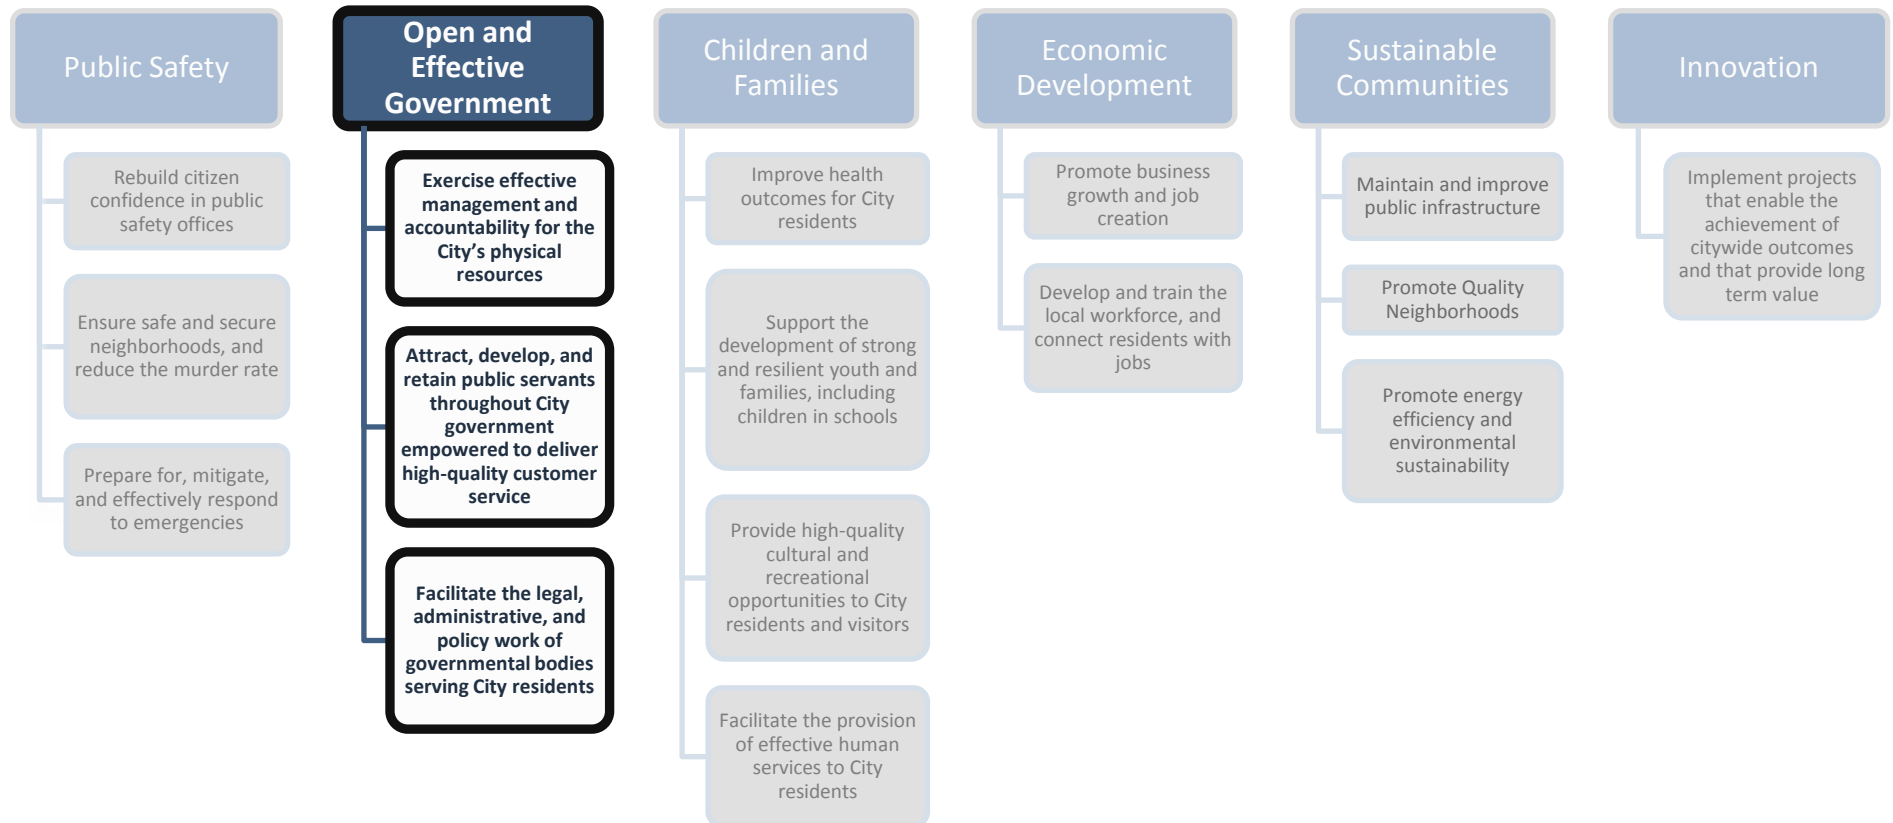 Public Safety
Rebuild citizen
confidence in public
safety offices
Ensure safe and secure
neighborhoods, and
reduce the murder rate
Prepare for, mitigate,
and effectively respond
to emergencies
Open and
Effective
Government
Exercise effective
management and
accountability for the
City’s physical
resources
Attract, develop, and
retain public servants
throughout City
government
empowered to deliver
high-quality customer
service
Facilitate the legal,
administrative, and
policy work of
governmental bodies
serving City residents
Children and
Families
Improve health
outcomes for City
residents
Support the
development of strong
and resilient youth and
families, including
children in schools
Provide high-quality
cultural and
recreational
opportunities to City
residents and visitors
Facilitate the provision
of effective human
services to City
residents
Economic
Development
Promote business
growth and job
creation
Develop and train the
local workforce, and
connect residents with
jobs
Sustainable
Communities
Maintain and improve
public infrastructure
Promote Quality
Neighborhoods
Promote energy
efficiency and
environmental
sustainability
Innovation
Implement projects
that enable the
achievement of
citywide outcomes
and that provide long
term value